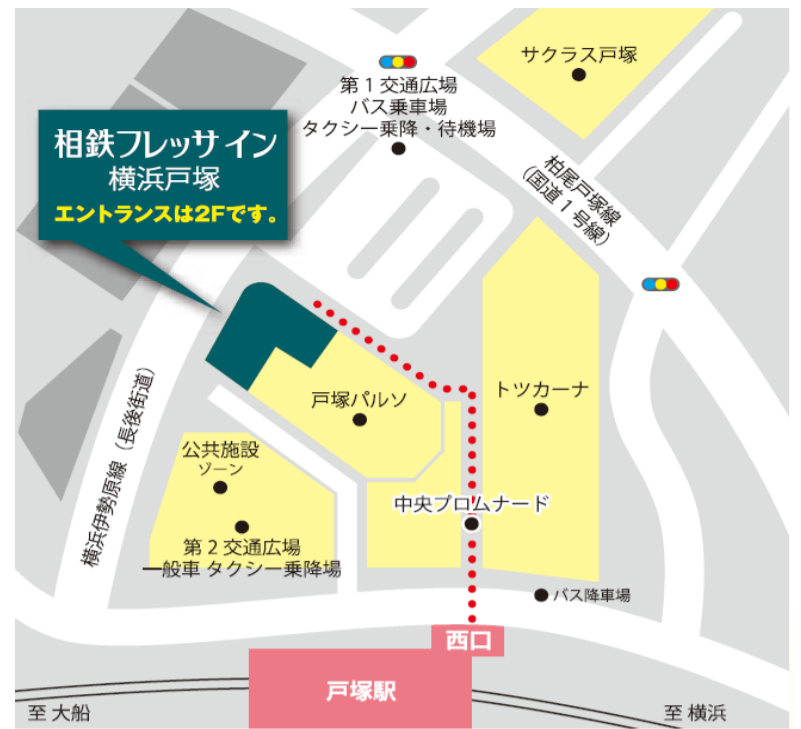 サクラス戸塚
第１交通広場
バス乗車場
タクシー乗降・待機場
相鉄フレッサイン
横浜戸塚
エントランスは2Fです。
柏尾戸塚線
(国道１号線)
戸塚パルソ
トツカーナ
横浜伊勢原線（長後街道）
公共施設
ゾーン
中央プロムナード
第２交通広場
一般車 タクシー乗降場
バス降車場
西口
戸塚駅
至 大船
至 横浜